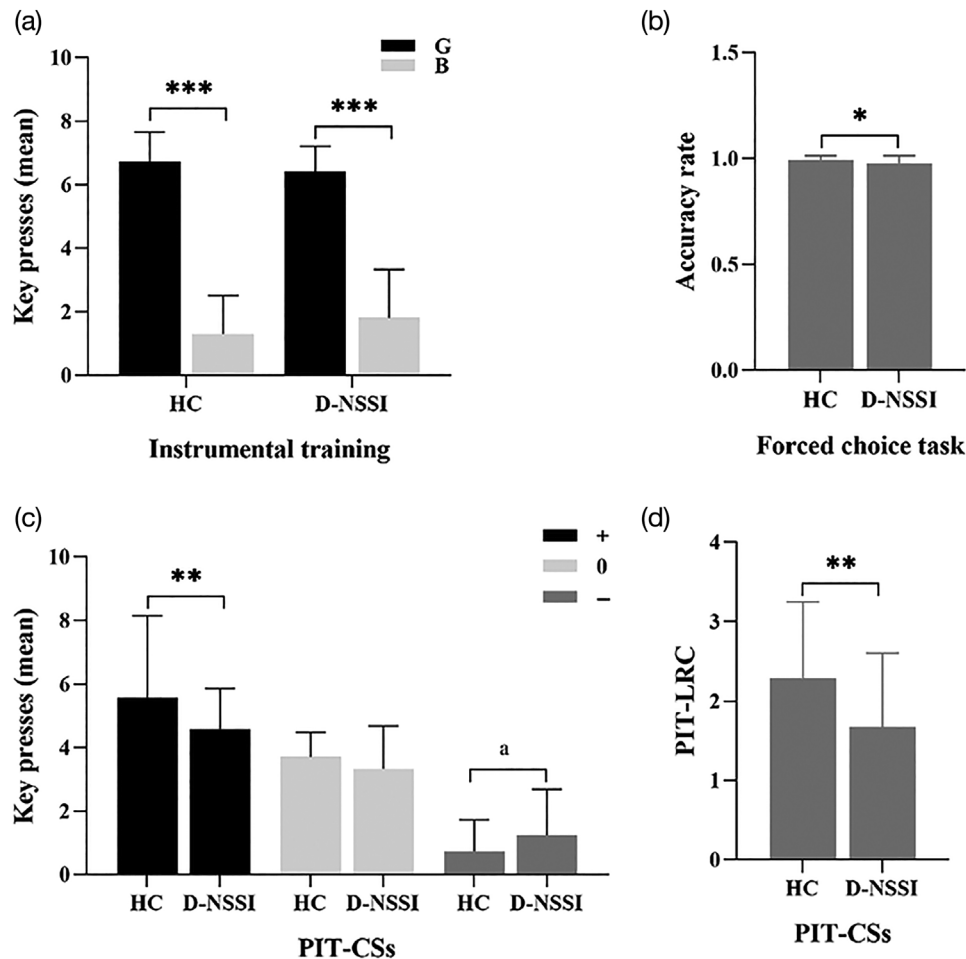 (a)
G
B
10
8
6
4
2
0
Key presses (mean)
***
***
HC
D-NSSI
Instrumental training
(b)
1.5
1.0
0.5
0.0
Accuracy rate
*
HC
D-NSSI
Forced choice task
(c)
+
0
−
10
8
6
4
2
0
Key presses (mean)
**
a
HC
D-NSSI
HC
D-NSSI
HC
D-NSSI
PIT-CSs
(d)
4
3
2
1
0
PIT-LRC
**
HC
D-NSSI
PIT-CSs